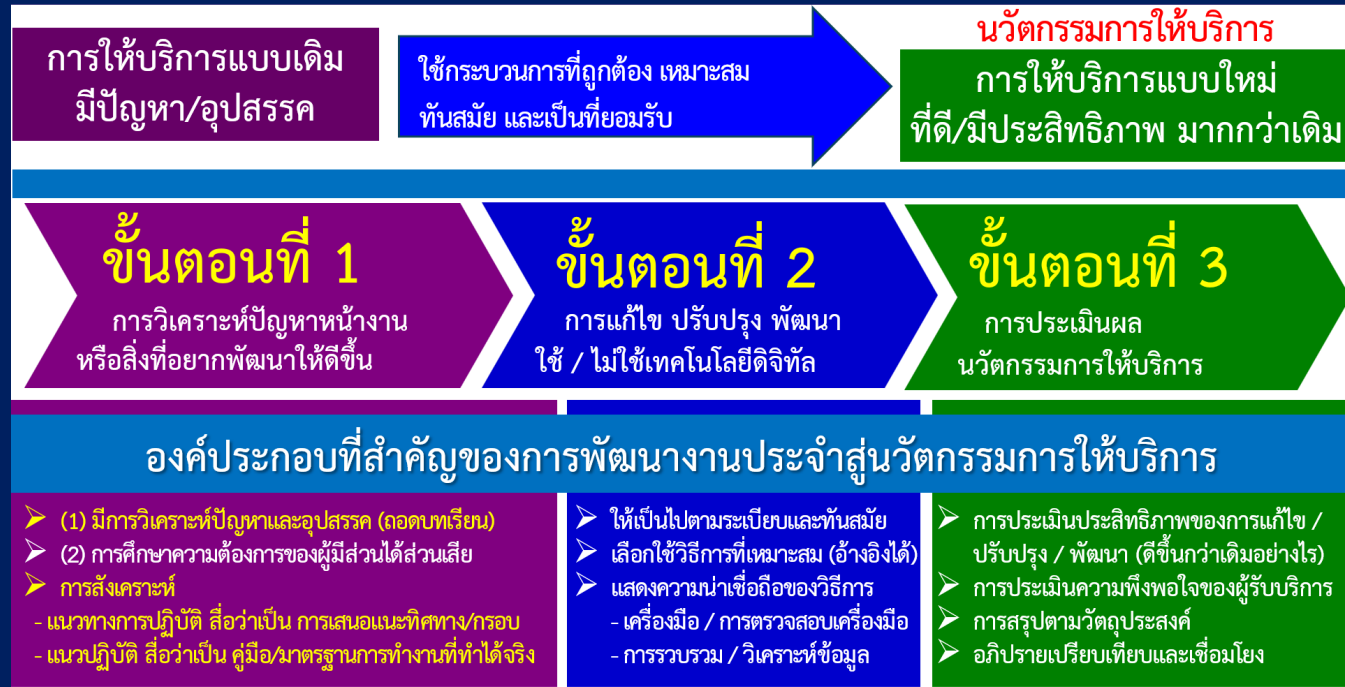 การให้บริการแบบเดิม
มีปัญหา/อุปสรรค
ใช้กระบวนการที่ถูกต้อง เหมาะสม
ทันสมัย และเป็นที่ยอมรับ
นวัตกรรมการให้บริการ
การให้บริการแบบใหม่
ที่ดี/มีประสิทธิภาพ มากกว่าเดิม
ขั้นตอนที่ 1
การวิเคราะห์ปัญหาหน้างาน
หรือสิ่งที่อยากพัฒนาให้ดีขึ้น
ขั้นตอนที่ 2
การแก้ไข ปรับปรุง พัฒนา
ใช้ / ไม่ใช้เทคโนโลยีดิจิทัล
ขั้นตอนที่ 3
การประเมินผล
นวัตกรรมการให้บริการ
องค์ประกอบที่สำคัญของการพัฒนางานประจำสู่นวัตกรรมการให้บริการ
➢ (1) มีการวิเคราะห์ปัญหาและอุปสรรค (ถอดบทเรียน)
➢ (2) การศึกษาความต้องการของผู้มีส่วนได้ส่วนเสีย
➢ การสังเคราะห์
- แนวทางการปฏิบัติ สื่อว่าเป็น การเสนอแนะทิศทาง/กรอบ
- แนวปฏิบัติ สื่อว่าเป็น คู่มือ/มาตรฐานการทำงานที่ทำได้จริง
➢ ให้เป็นไปตามระเบียบและทันสมัย
➢ เลือกใช้วิธีการที่เหมาะสม (อ้างอิงได้)
➢ แสดงความน่าเชื่อถือของวิธีการ
- เครื่องมือ / การตรวจสอบเครื่องมือ
- การรวบรวม / วิเคราะห์ข้อมูล
➢ การประเมินประสิทธิภาพของการแก้ไข /
ปรับปรุง / พัฒนา (ดีขึ้นกว่าเดิมอย่างไร)
➢ การประเมินความพึงพอใจของผู้รับบริการ
➢ การสรุปตามวัตถุประสงค์
➢ อภิปรายเปรียบเทียบและเชื่อมโยง